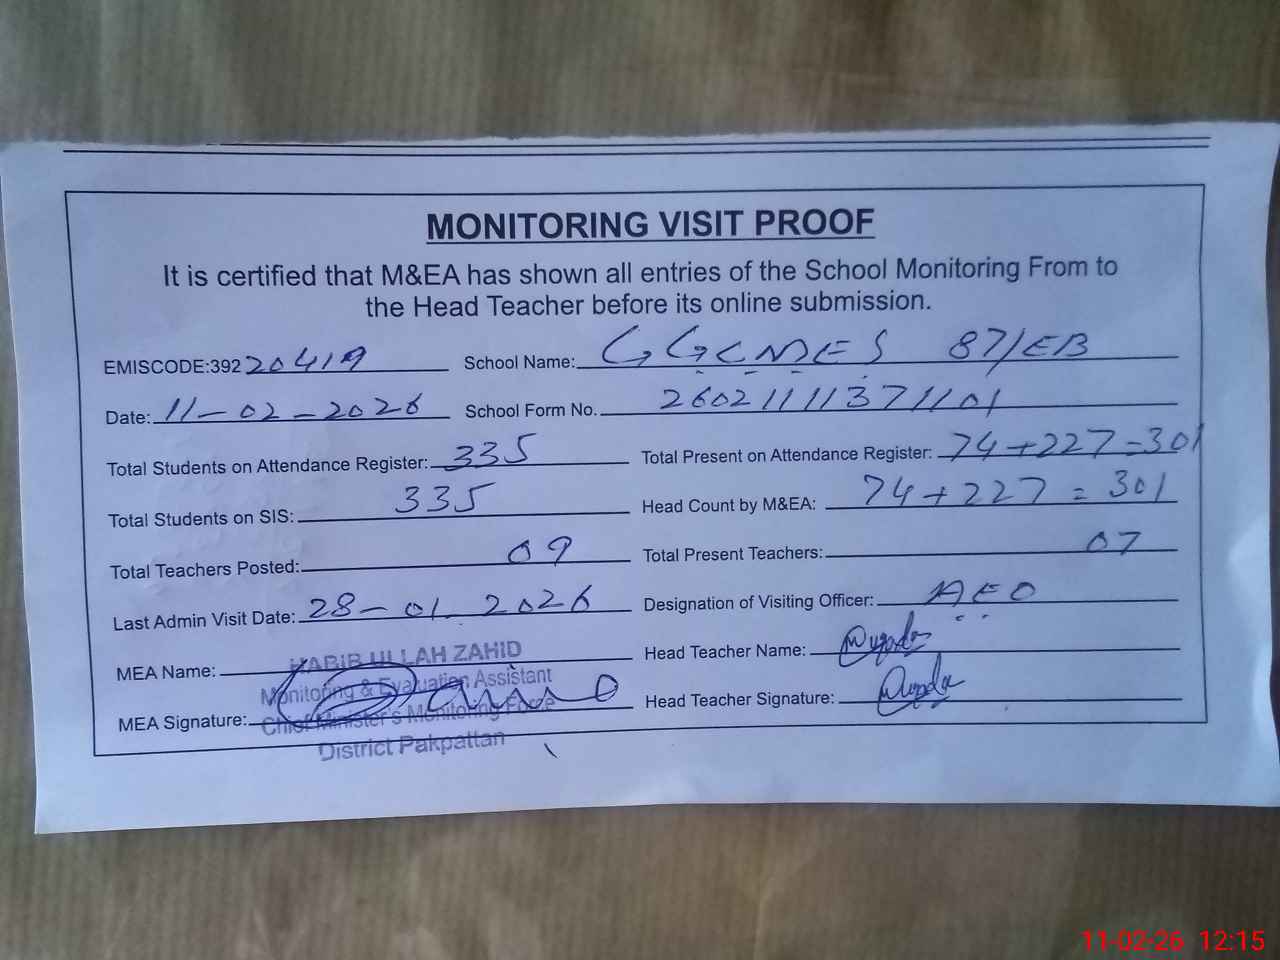 MONITORING VISIT PROOF
It is certified that M&EA has shown all entries of the School Monitoring From to
the Head Teacher before its online submission.
EMISCODE:39220419 School Name: GGCMES 87/EB
Date: 11-02-2026 School Form No. 26021111371101
Total Students on Attendance Register: 335 Total Present on Attendance Register: 74+227=301
Total Students on SIS: 335 Head Count by M&EA: 74+227=301
Total Teachers Posted: 09 Total Present Teachers: 07
Last Admin Visit Date: 28-01-2026 Designation of Visiting Officer: AEO
MEA Name: HABIB ULLAH ZAHID Head Teacher Name:
Monitoring & Evaluation Assistant
MEA Signature: Chief Minister's Monitoring Force Head Teacher Signature:
District Pakpattan
11-02-26 12:15